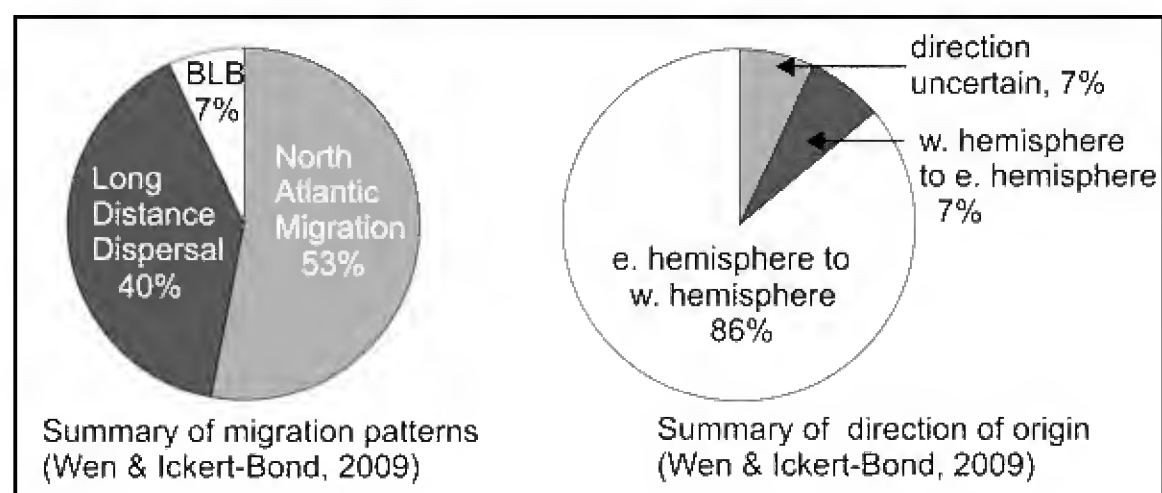 BLB
7%
North
Atlantic
Migration
53%
Long
Distance
Dispersal
40%
Summary of migration patterns
(Wen & Ickert-Bond, 2009)
direction
uncertain, 7%
w. hemisphere
to e. hemisphere
7%
e. hemisphere to
w. hemisphere
86%
Summary of direction of origin
(Wen & Ickert-Bond, 2009)